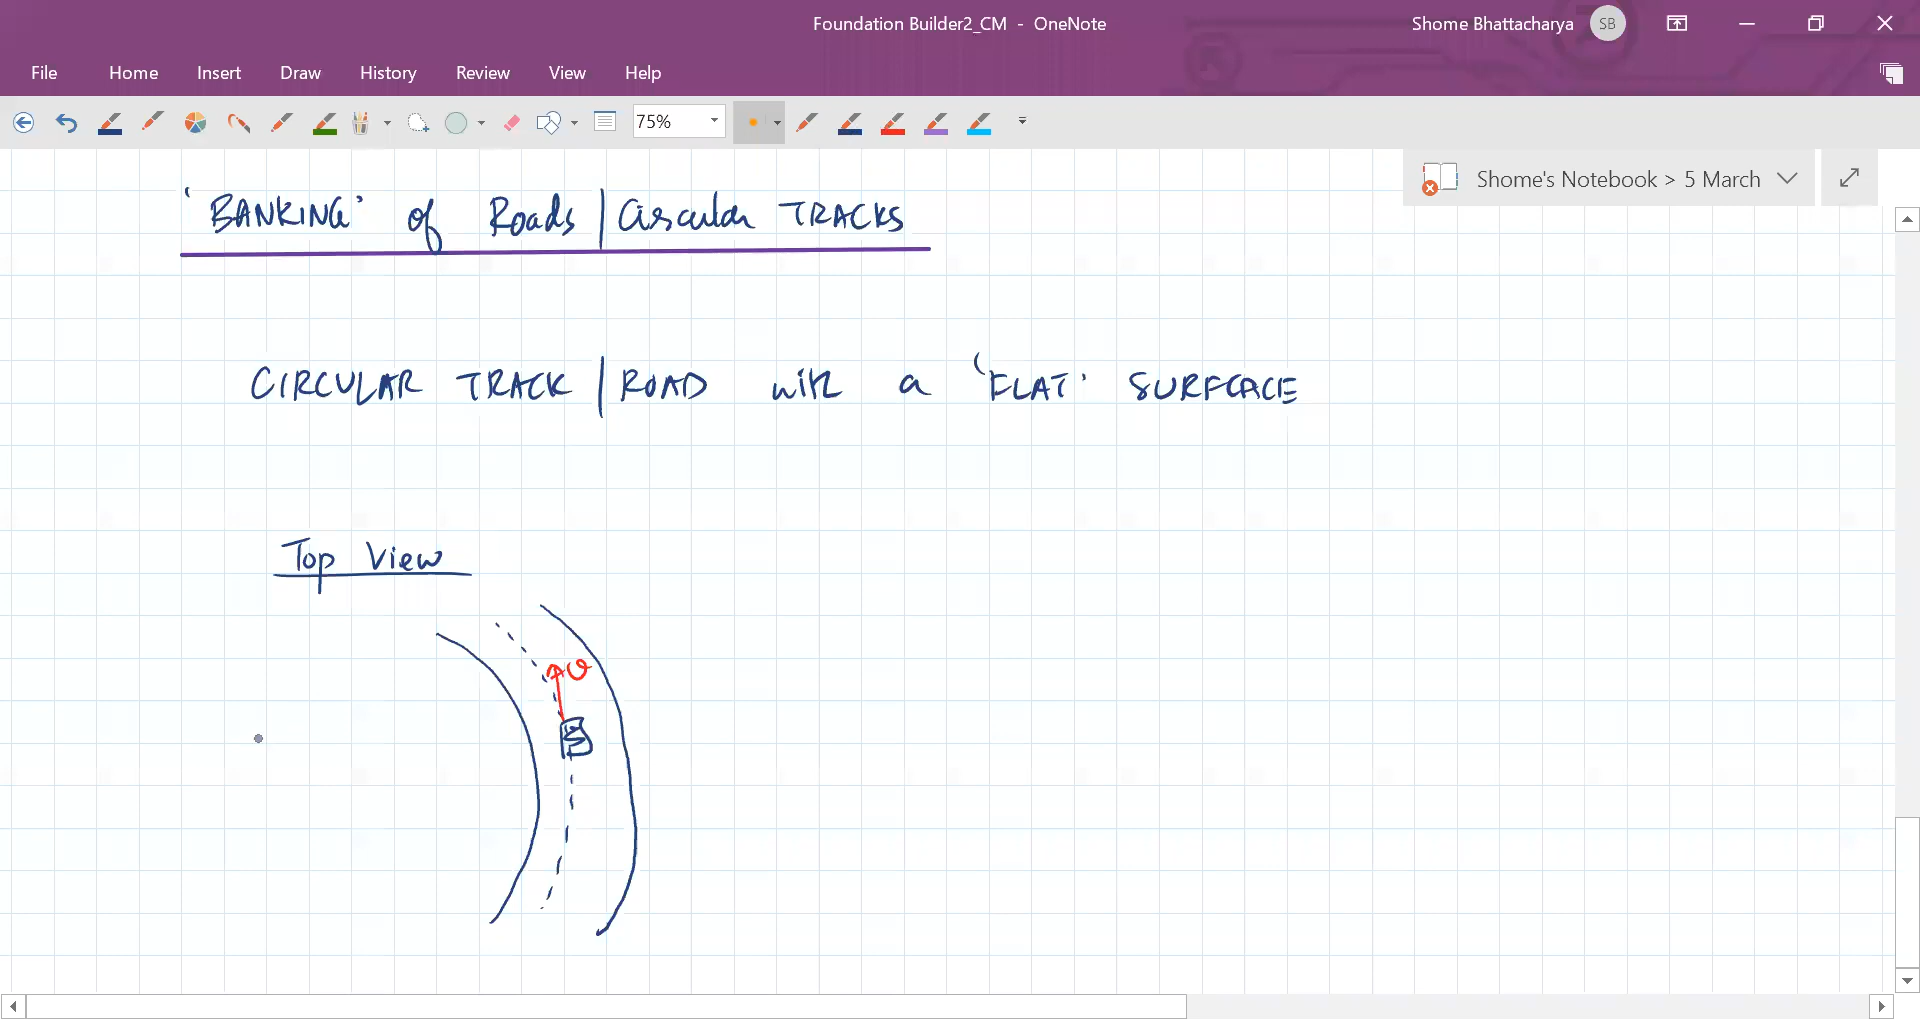 Foundation Builder2_CM - OneNote
Shome Bhattacharya SB
File Home Insert Draw History Review View Help
75%
Shome's Notebook > 5 March
'BANKING' of Roads | Circular TRACKS
CIRCULAR TRACK | ROAD with a 'FLAT' SURFCACE
Top View
v